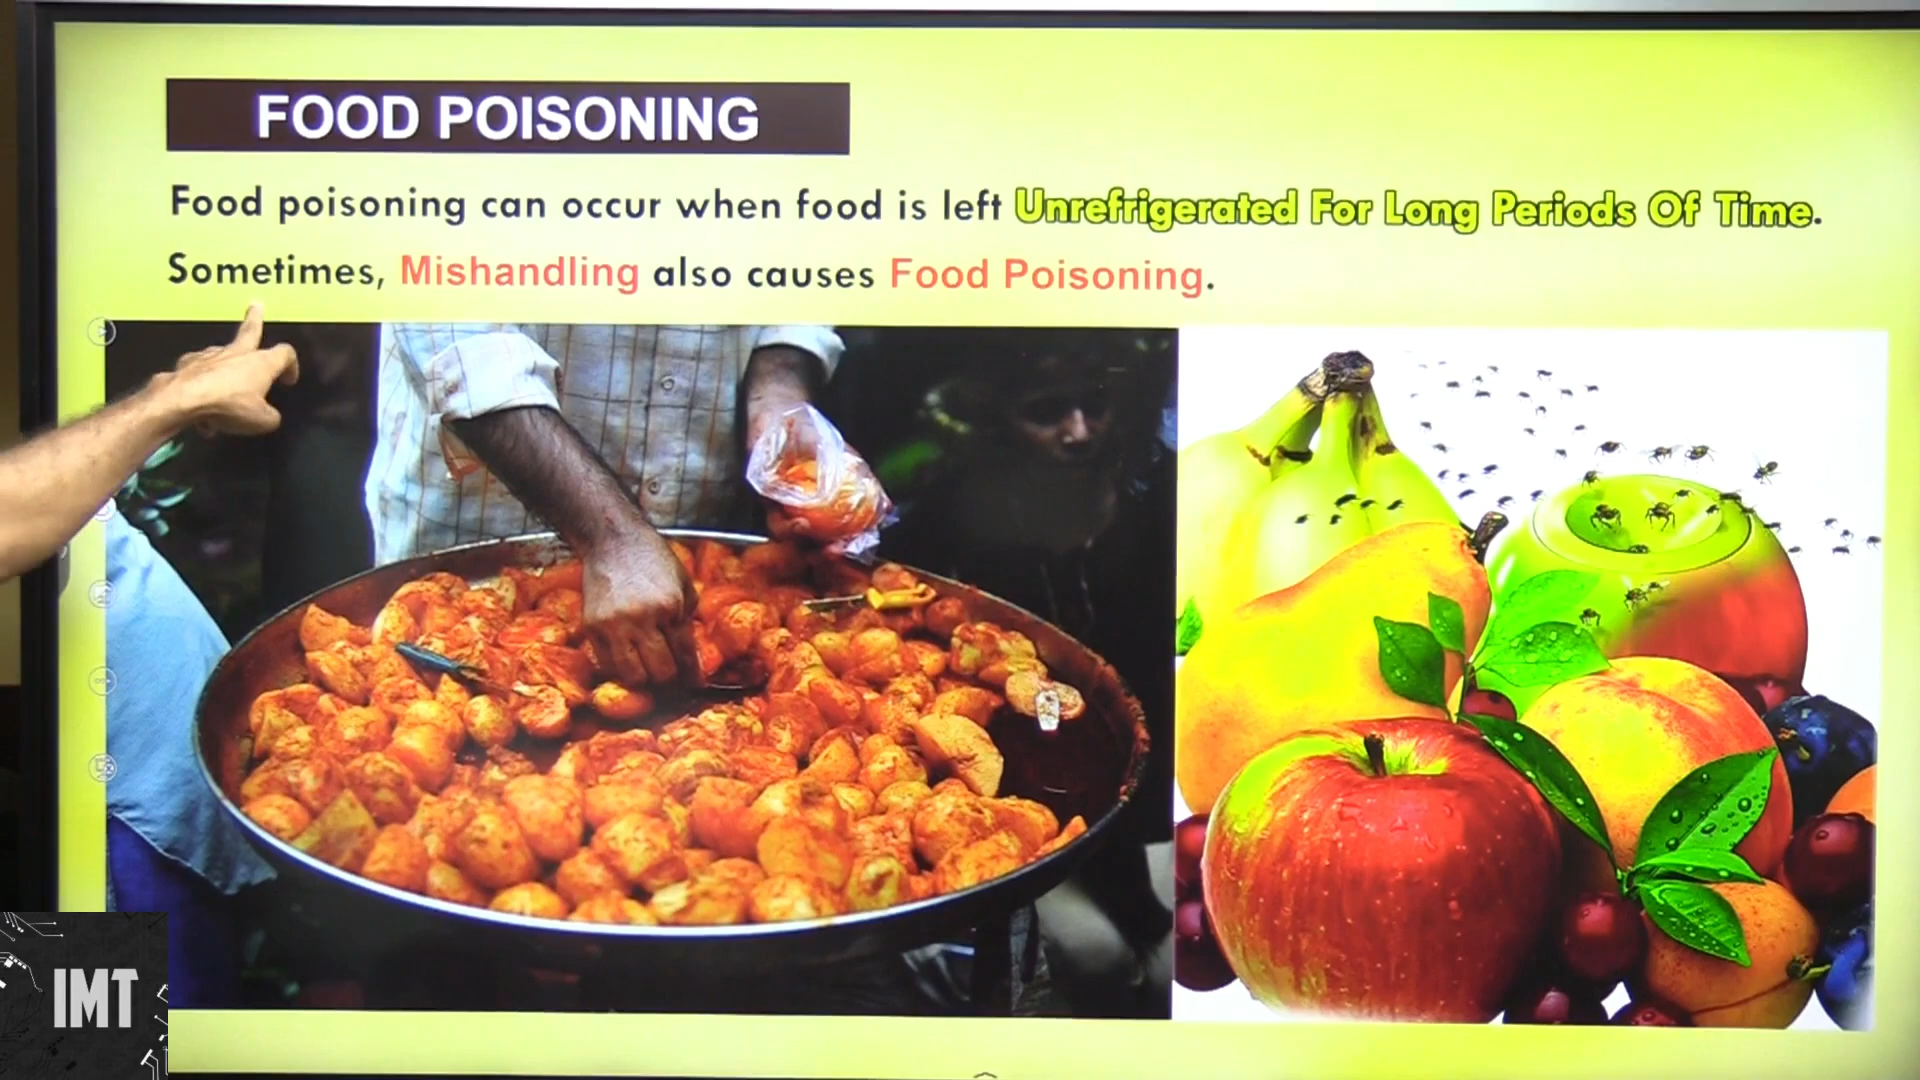 FOOD POISONING
Food poisoning can occur when food is left Unrefrigerated For Long Periods Of Time.
Sometimes, Mishandling also causes Food Poisoning.
IMT